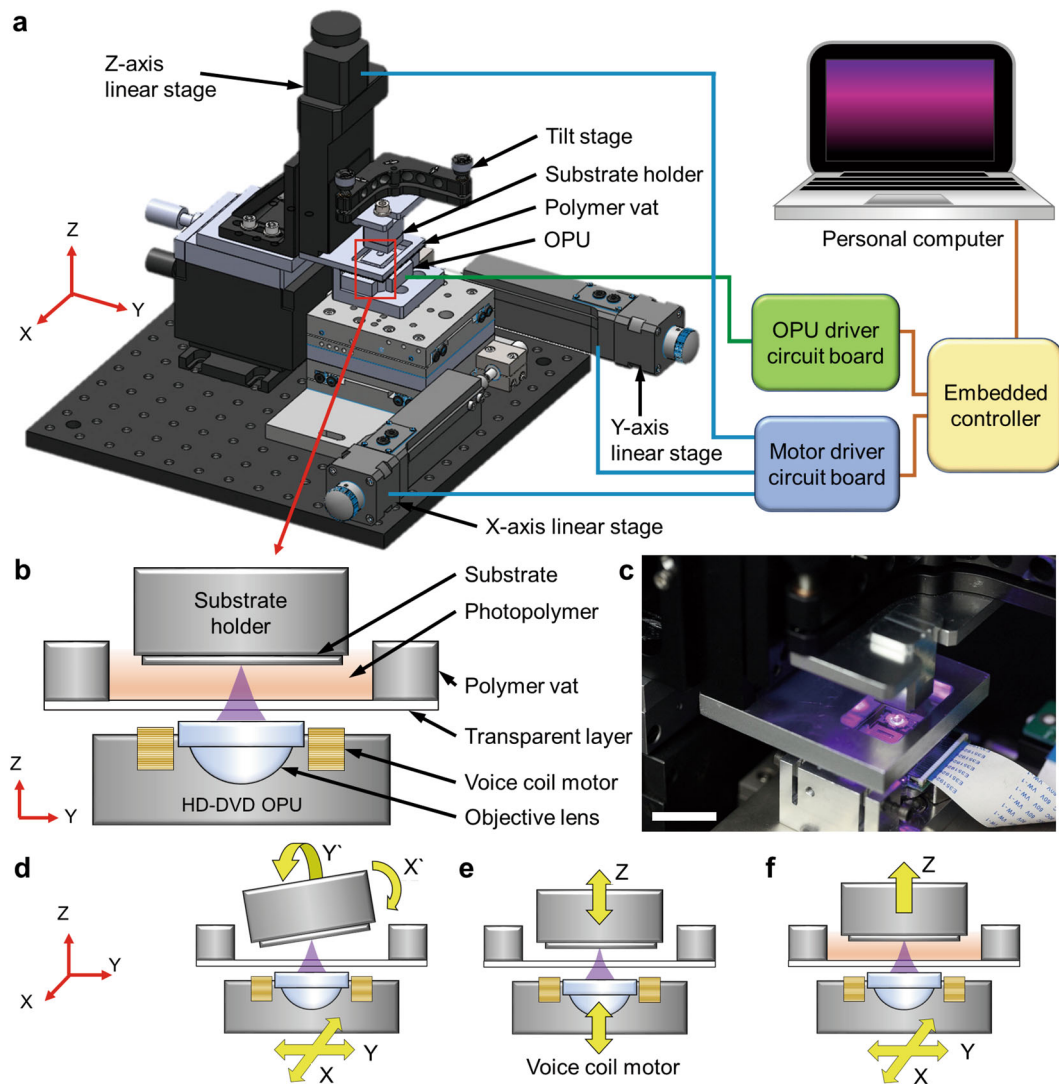 a
Z-axis
linear stage
Tilt stage
Substrate holder
Polymer vat
OPU
Z
Y
X
Personal computer
OPU driver
circuit board
Embedded
controller
Motor driver
circuit board
Y-axis
linear stage
X-axis linear stage
b
Substrate
holder
Substrate
Photopolymer
Polymer vat
Transparent layer
Voice coil motor
Objective lens
HD-DVD OPU
Z
Y
c
d
Z
Y
X
Y`
X`
Y
X
e
Z
Voice coil motor
f
Z
Y
X